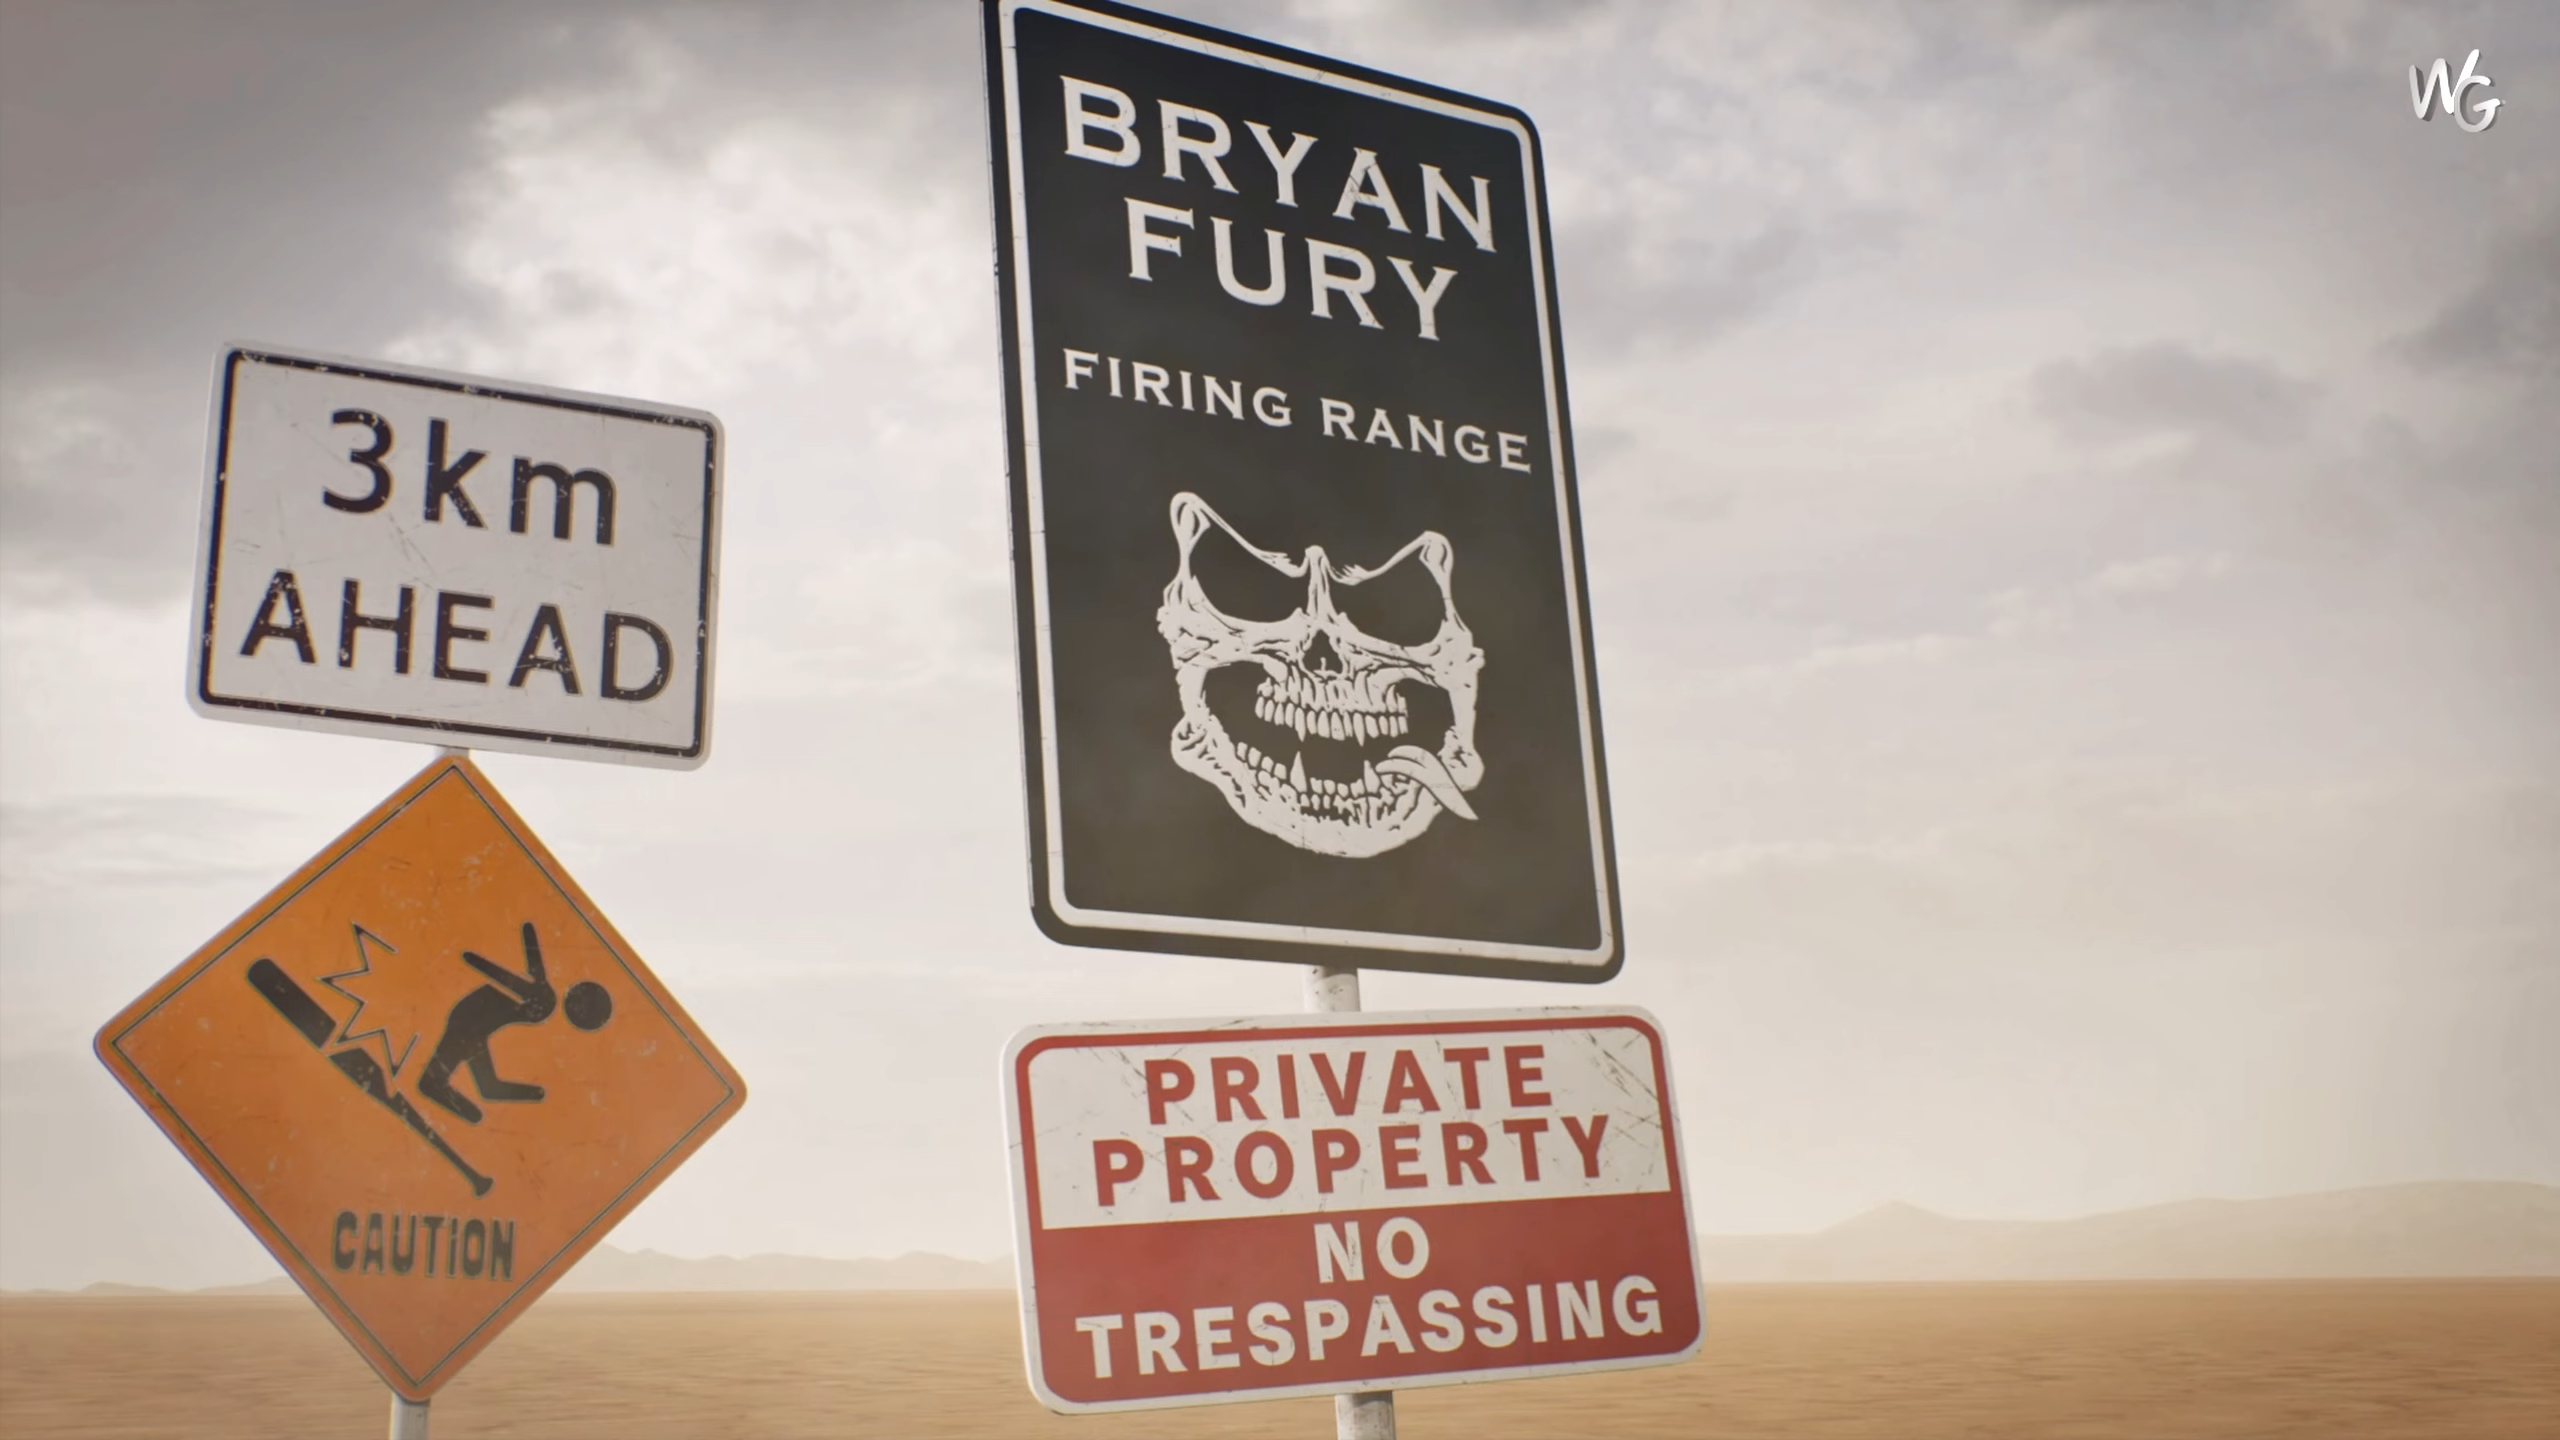 3km
AHEAD
CAUTION
BRYAN
FURY
FIRING RANGE
PRIVATE
PROPERTY
NO
TRESPASSING
WG